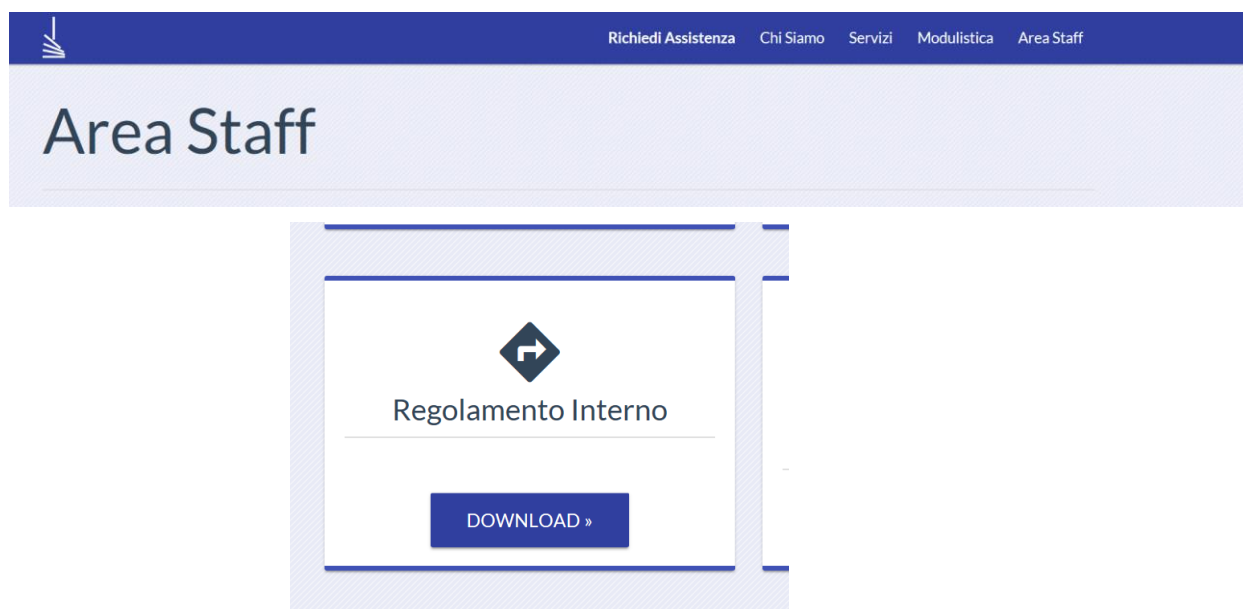 Richiedi Assistenza Chi Siamo Servizi Modulistica Area Staff
Area Staff
Regolamento Interno
DOWNLOAD »